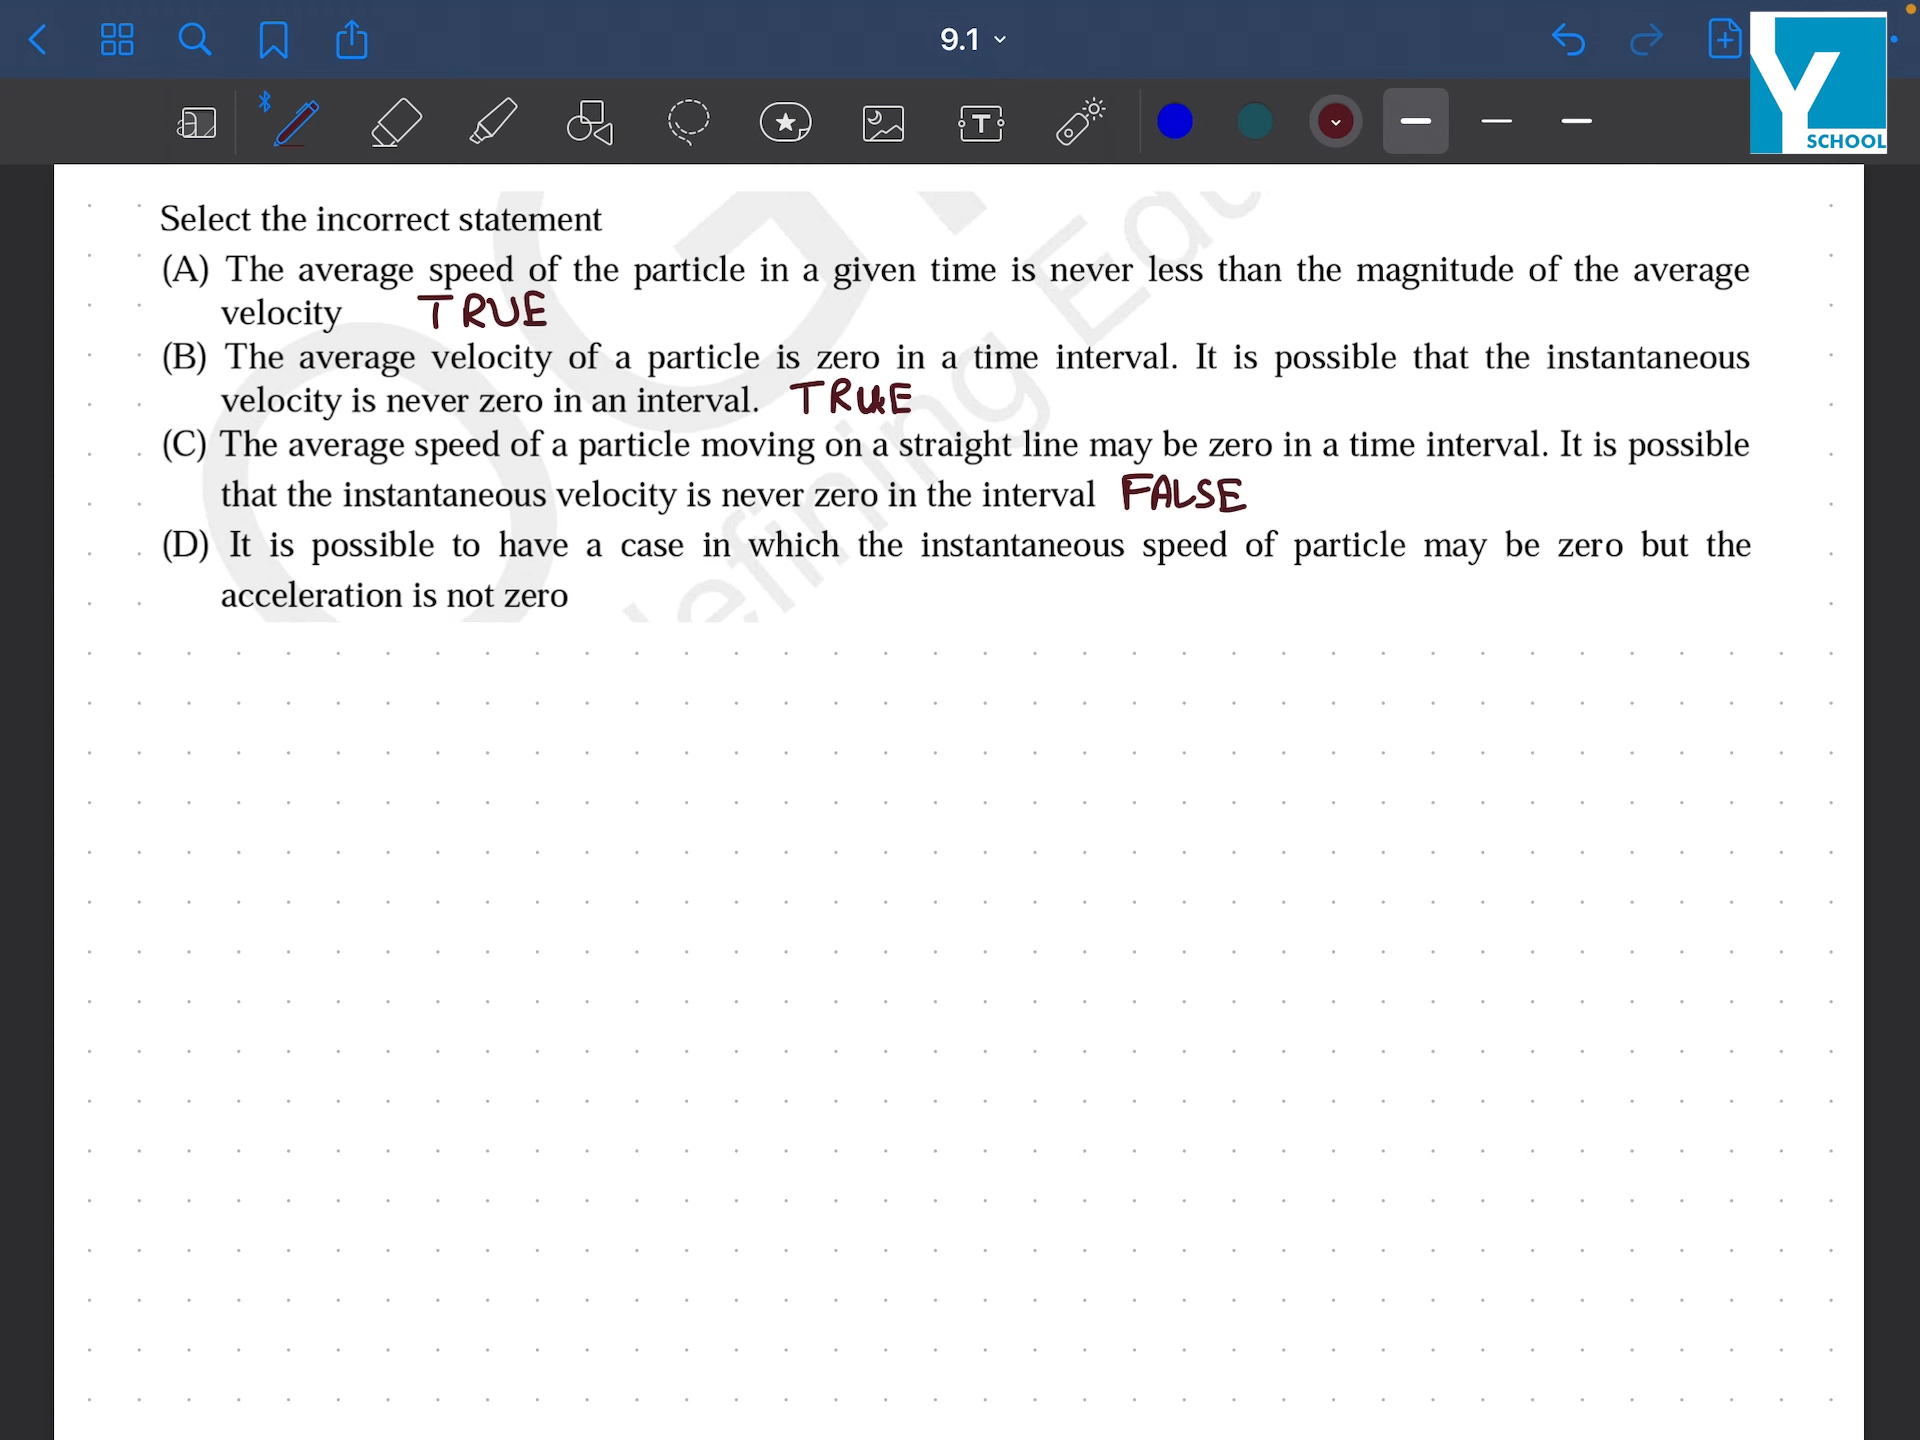 9.1
Y
SCHOOL
Select the incorrect statement
(A) The average speed of the particle in a given time is never less than the magnitude of the average
velocity TRUE
(B) The average velocity of a particle is zero in a time interval. It is possible that the instantaneous
velocity is never zero in an interval. TRUE
(C) The average speed of a particle moving on a straight line may be zero in a time interval. It is possible
that the instantaneous velocity is never zero in the interval FALSE
(D) It is possible to have a case in which the instantaneous speed of particle may be zero but the
acceleration is not zero